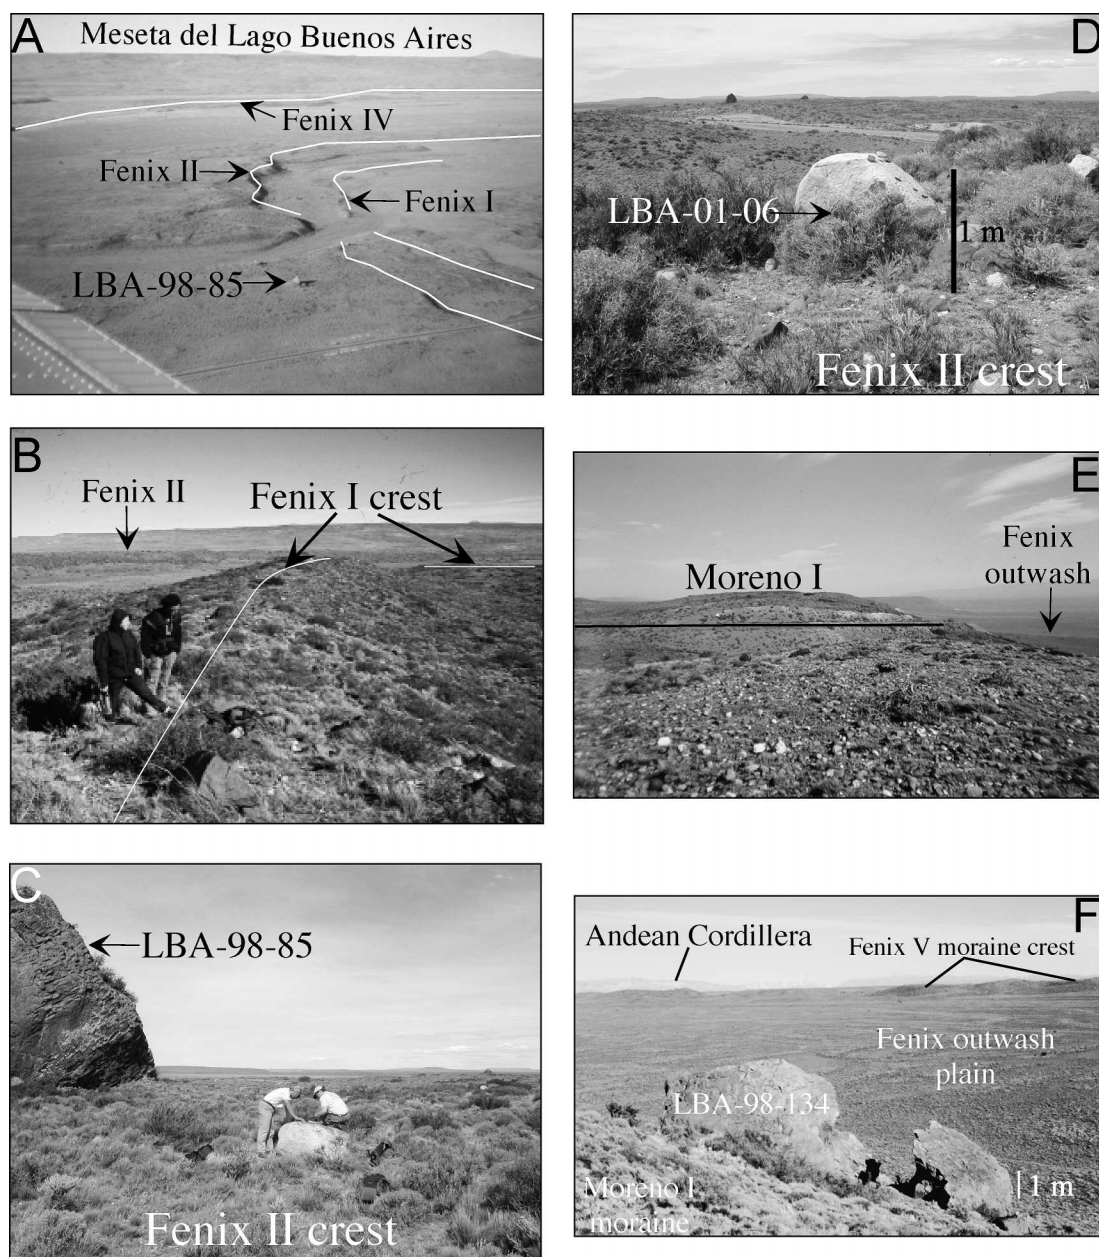 A
Meseta del Lago Buenos Aires
Fenix IV
Fenix II
Fenix I
LBA-98-85
B
Fenix II
Fenix I crest
C
LBA-98-85
Fenix II crest
D
LBA-01-06
1 m
Fenix II crest
E
Moreno I
Fenix
outwash
F
Andean Cordillera
Fenix V moraine crest
Fenix outwash
plain
LBA-98-134
1 m
Moreno I
moraine